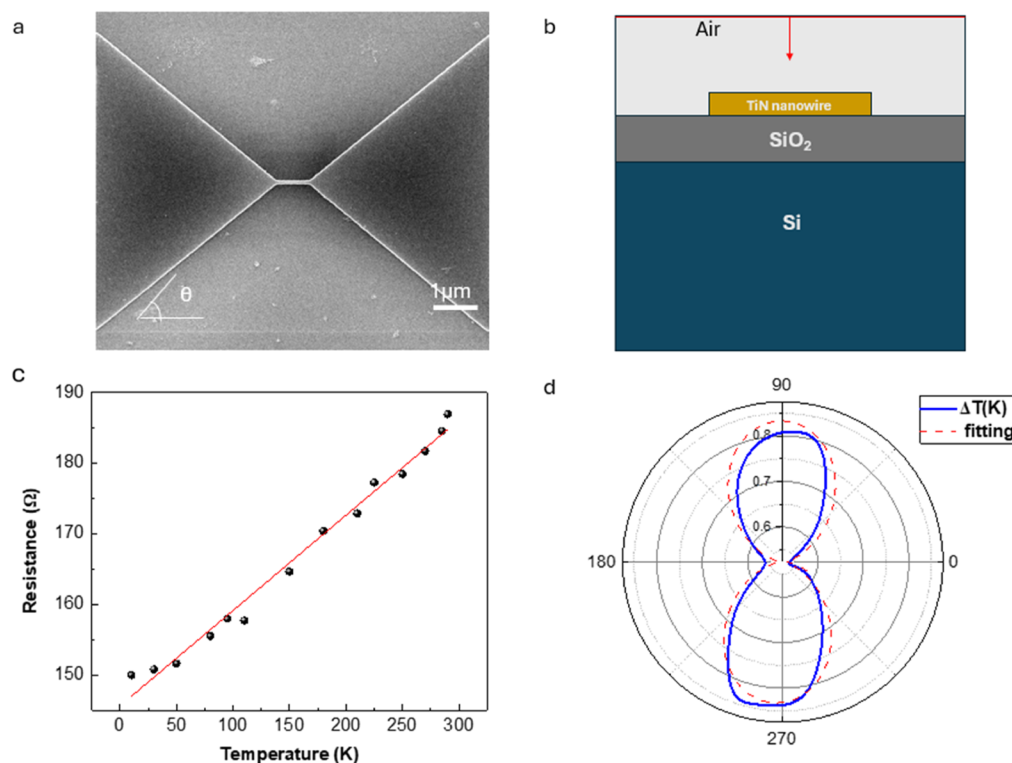 a
θ
1μm
b
Air
TiN nanowire
SiO2
Si
c
190
180
170
160
150
0 50 100 150 200 250 300
Resistance (Ω)
Temperature (K)
d
90
ΔT(K)
fitting
0.8
0.7
0.6
180
0
270